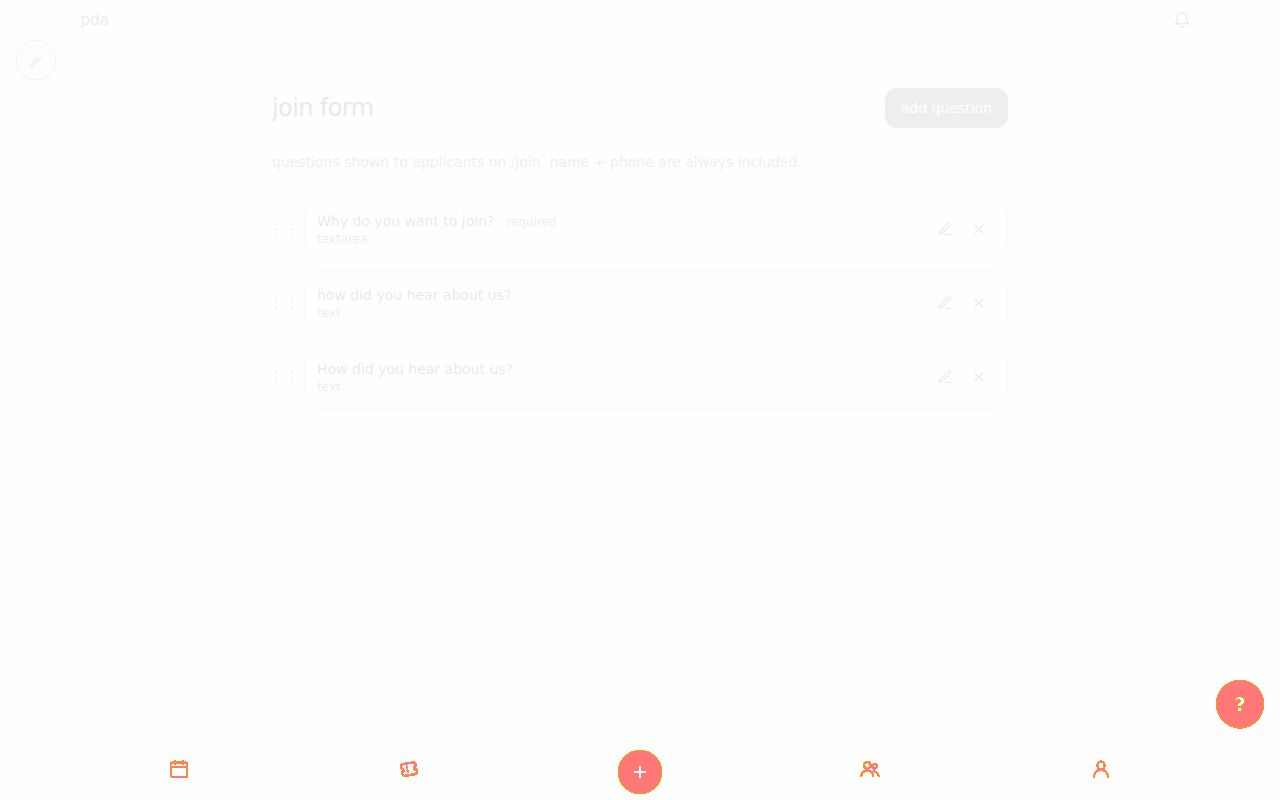 pda
join form
add question
questions shown to applicants on /join. name + phone are always included.
Why do you want to join? · required
textarea
how did you hear about us?
text
How did you hear about us?
text
?
+